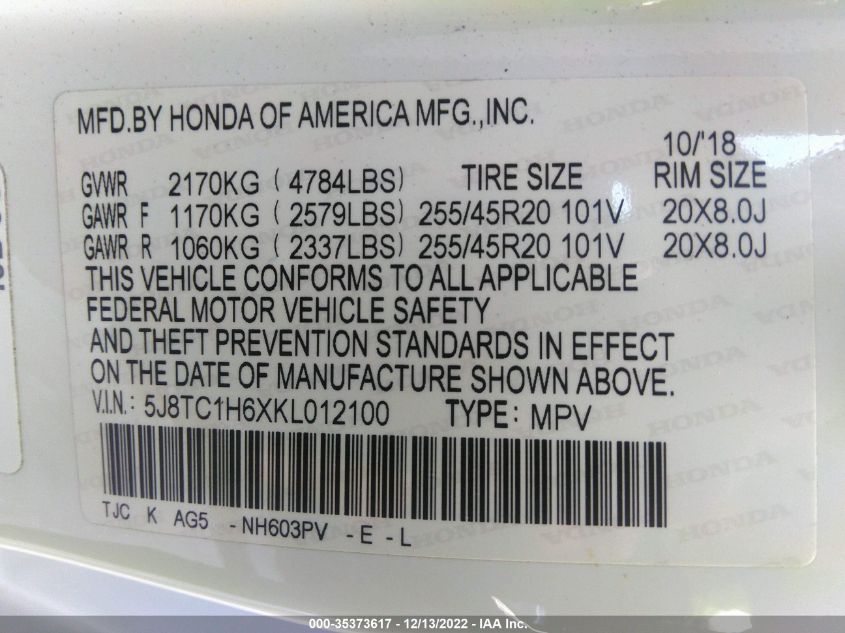 MFD.BY HONDA OF AMERICA MFG.,INC.
10/18
GVWR 2170KG ( 4784LBS) TIRE SIZE RIM SIZE
GAWR F 1170KG ( 2579LBS) 255/45R20 101V 20X8.0J
GAWR R 1060KG ( 2337LBS) 255/45R20 101V 20X8.0J
THIS VEHICLE CONFORMS TO ALL APPLICABLE
FEDERAL MOTOR VEHICLE SAFETY
AND THEFT PREVENTION STANDARDS IN EFFECT
ON THE DATE OF MANUFACTURE SHOWN ABOVE.
V.I.N.: 5J8TC1H6XKL012100 TYPE: MPV
TJC K AG5 -NH603PV -E -L
000-35373617 - 12/13/2022 - IAA Inc.